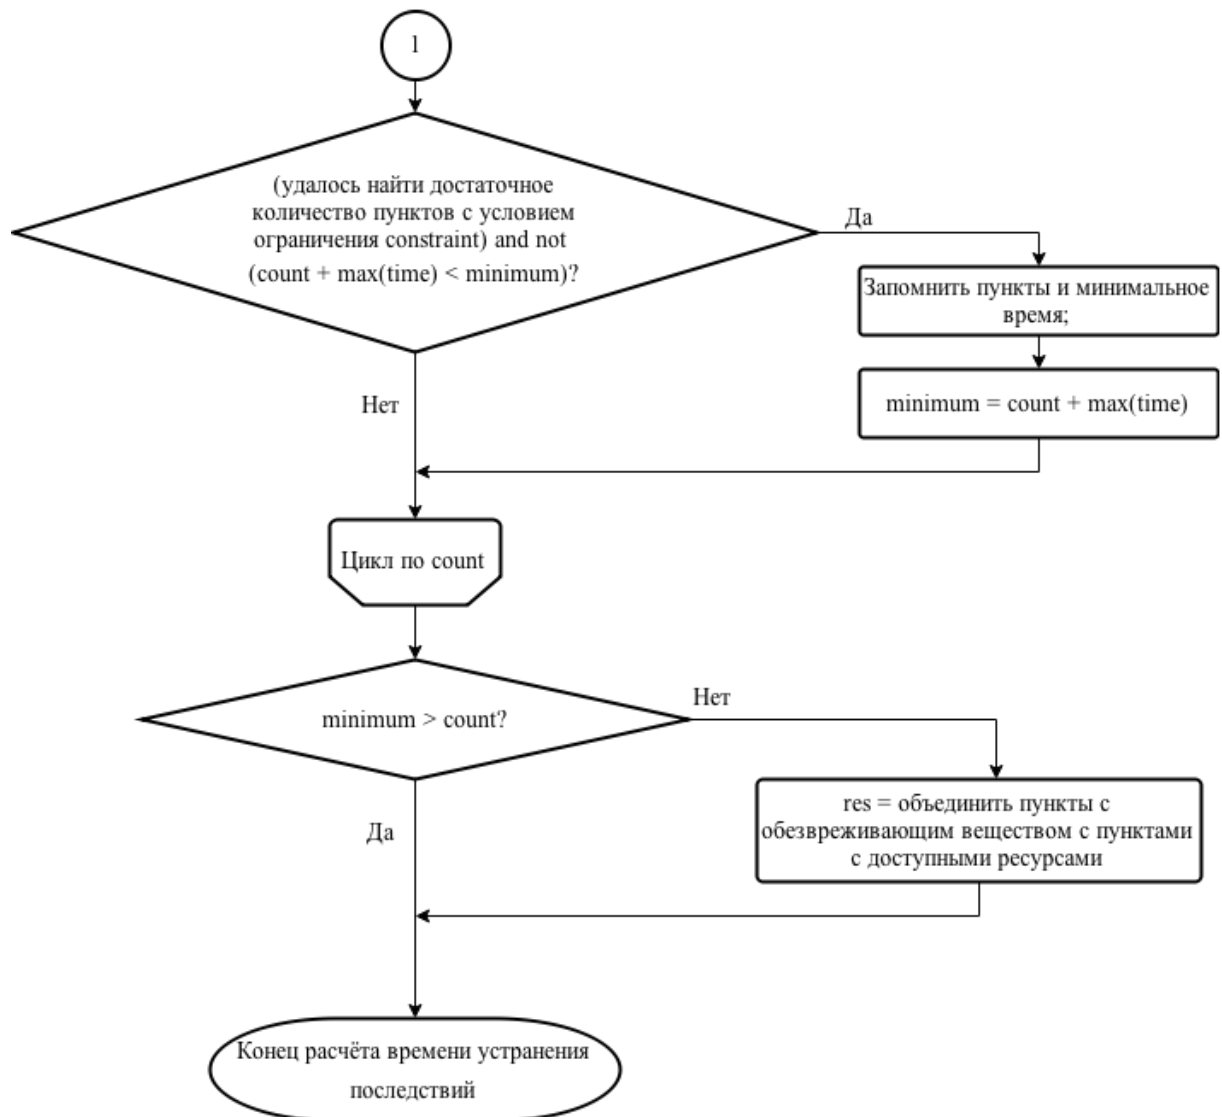 1
(удалось найти достаточное
количество пунктов с условием
ограничения constraint) and not
(count + max(time) < minimum)?
Да
Запомнить пункты и минимальное
время;
minimum = count + max(time)
Нет
Цикл по count
minimum > count?
Нет
res = объединить пункты с
обезвреживающим веществом с пунктами
с доступными ресурсами
Да
Конец расчёта времени устранения
последствий